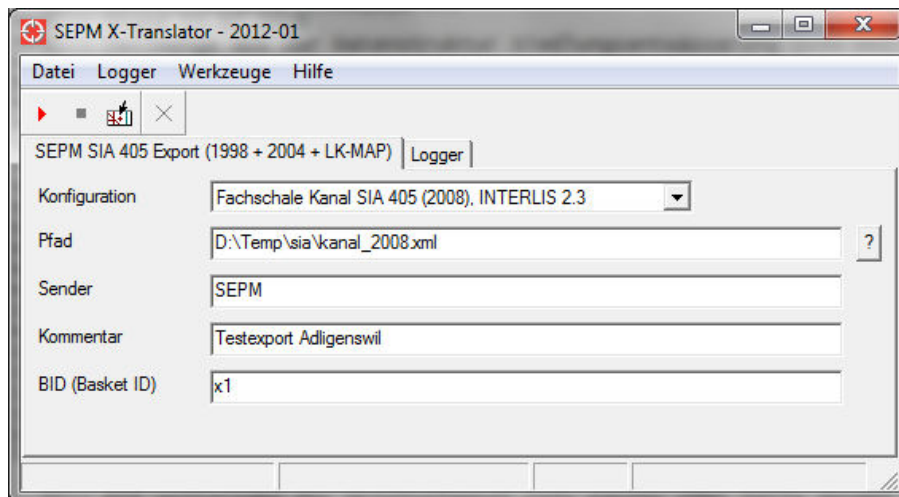 SEPM X-Translator - 2012-01
Datei Logger Werkzeuge Hilfe
SEPM SIA 405 Export (1998 + 2004 + LK-MAP) Logger
Konfiguration Fachschale Kanal SIA 405 (2008), INTERLIS 2.3
Pfad D:\Temp\sia\kanal_2008.xml ?
Sender SEPM
Kommentar Testexport Adligenswil
BID (Basket ID) x1